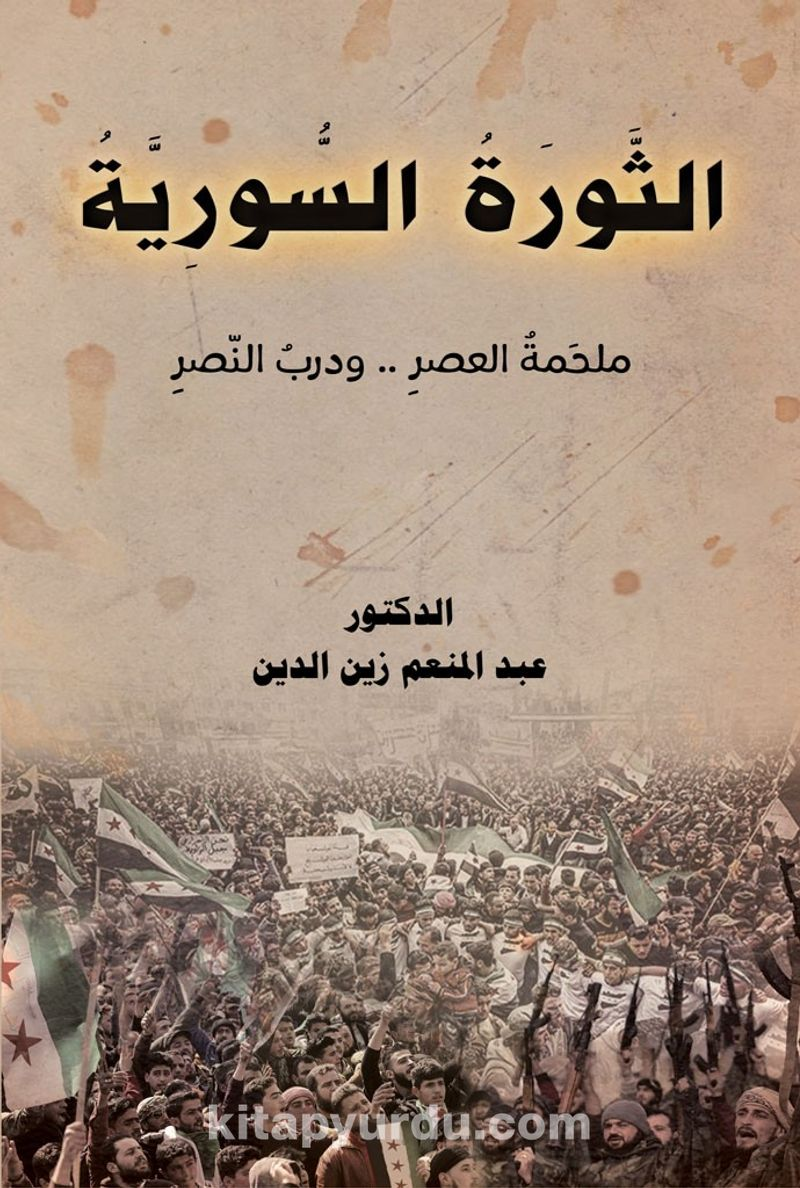 الثَّورَةُ السُّورِيَّةُ
ملحَمةُ العصرِ .. ودربُ النّصرِ
الدكتور
عبد المنعم زين الدين
kitapyurdu.com